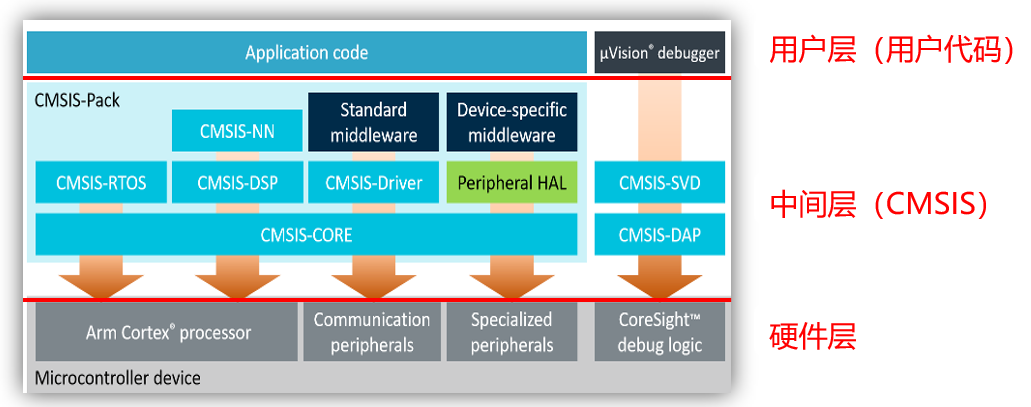 Application code
µVision® debugger
用户层（用户代码）
CMSIS-Pack
CMSIS-NN
Standard
middleware
Device-specific
middleware
CMSIS-RTOS
CMSIS-DSP
CMSIS-Driver
Peripheral HAL
CMSIS-SVD
中间层（CMSIS）
CMSIS-CORE
CMSIS-DAP
Arm Cortex® processor
Communication
peripherals
Specialized
peripherals
CoreSight™
debug logic
硬件层
Microcontroller device